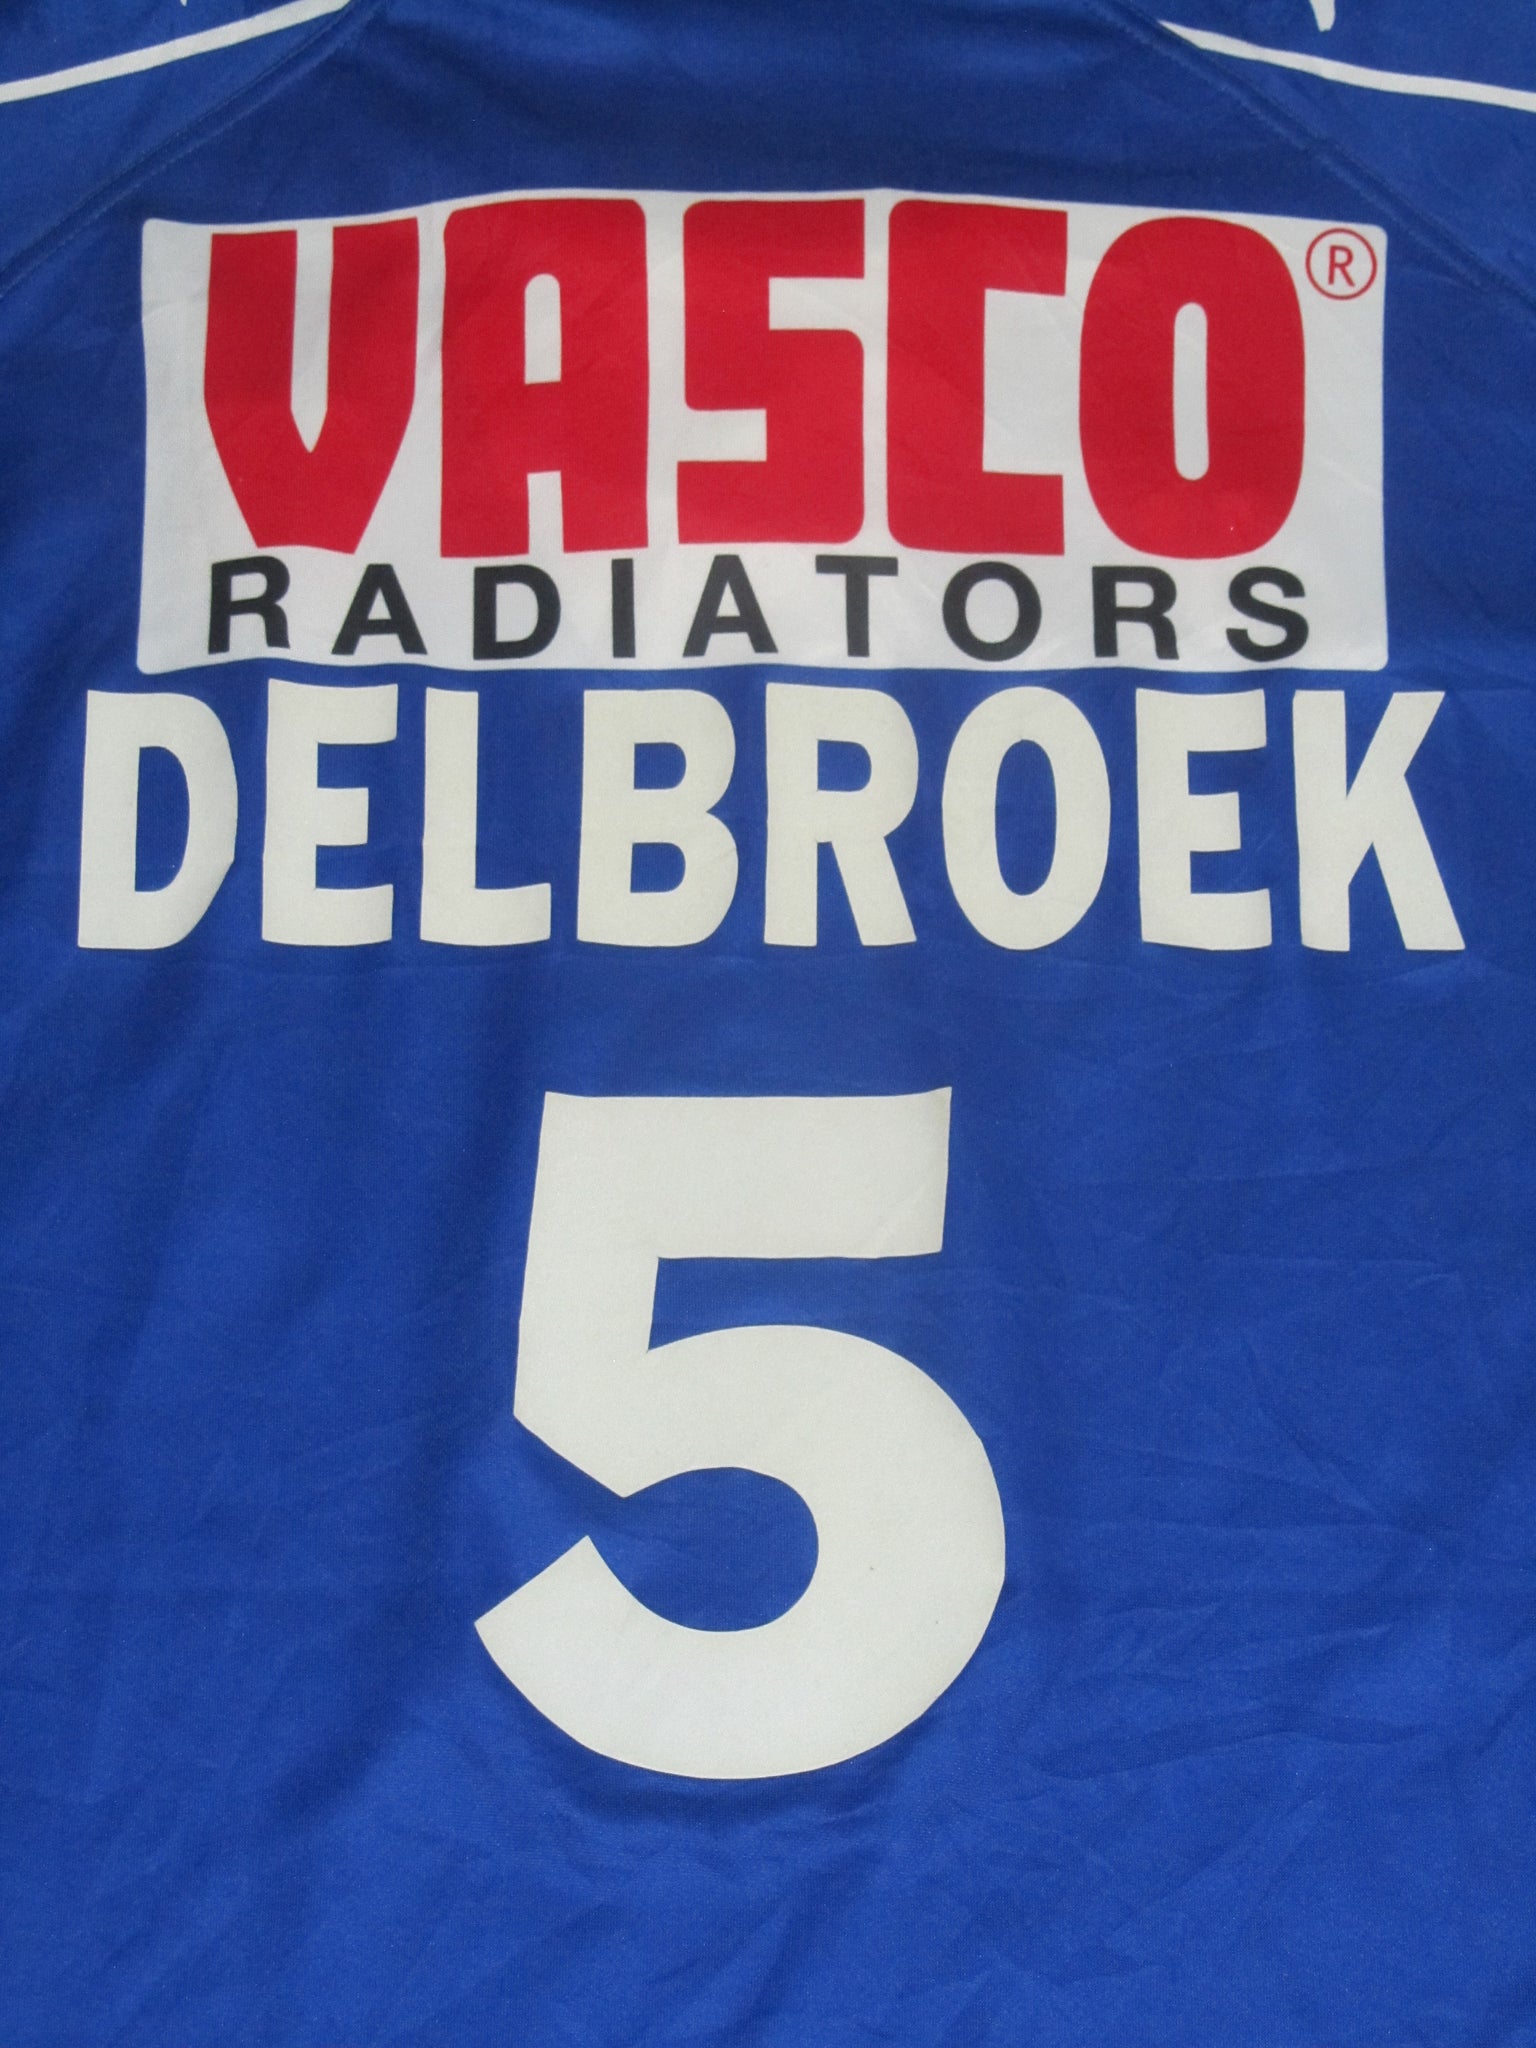 VASCO®
RADIATORS
DELBROEK
5